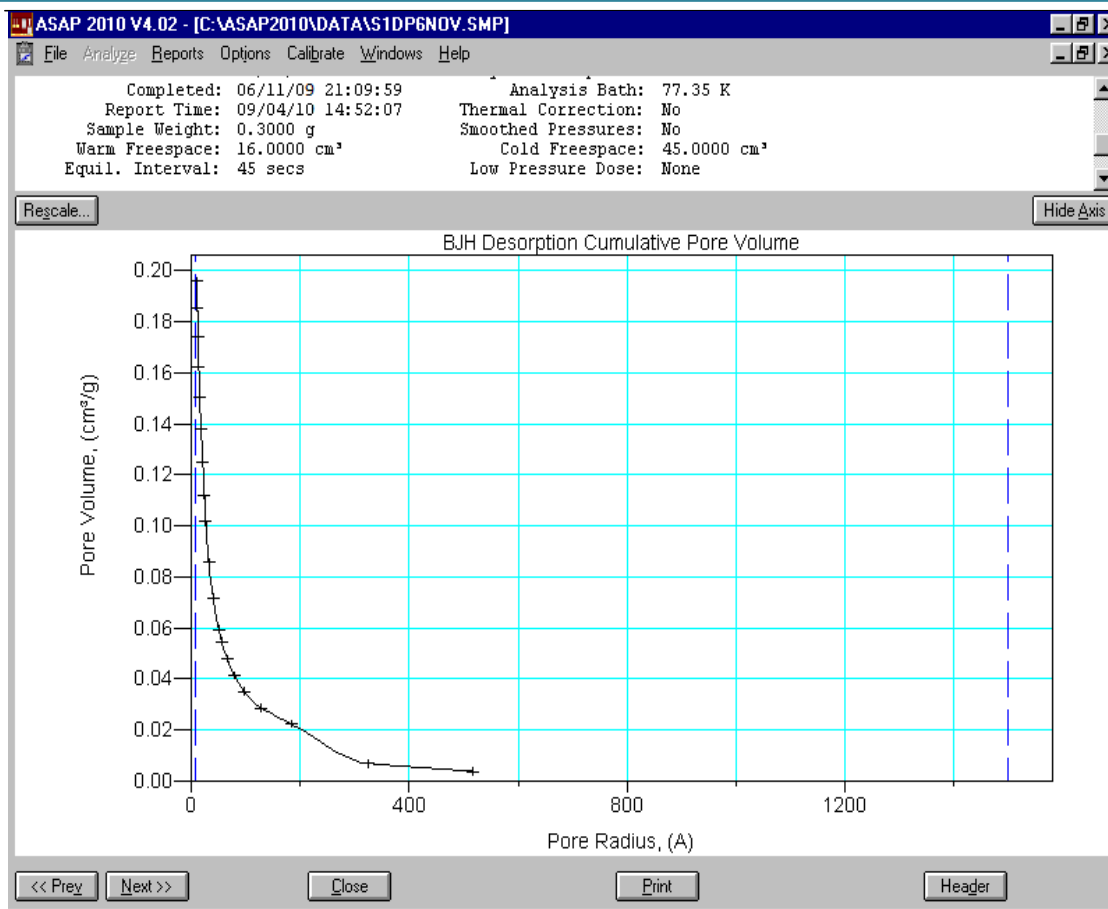 ASAP 2010 V4.02 - [C:\ASAP2010\DATA\S1DP6NOV.SMP]
File Analyze Reports Options Calibrate Windows Help
Completed: 06/11/09 21:09:59 Analysis Bath: 77.35 K
Report Time: 09/04/10 14:52:07 Thermal Correction: No
Sample Weight: 0.3000 g Smoothed Pressures: No
Warm Freespace: 16.0000 cm³ Cold Freespace: 45.0000 cm³
Equil. Interval: 45 secs Low Pressure Dose: None
Rescale... Hide Axis
BJH Desorption Cumulative Pore Volume
0.20
0.18
0.16
0.14
0.12
0.10
0.08
0.06
0.04
0.02
0.00
Pore Volume, (cm³/g)
0 400 800 1200
Pore Radius, (A)
<< Prev Next >> Close Print Header